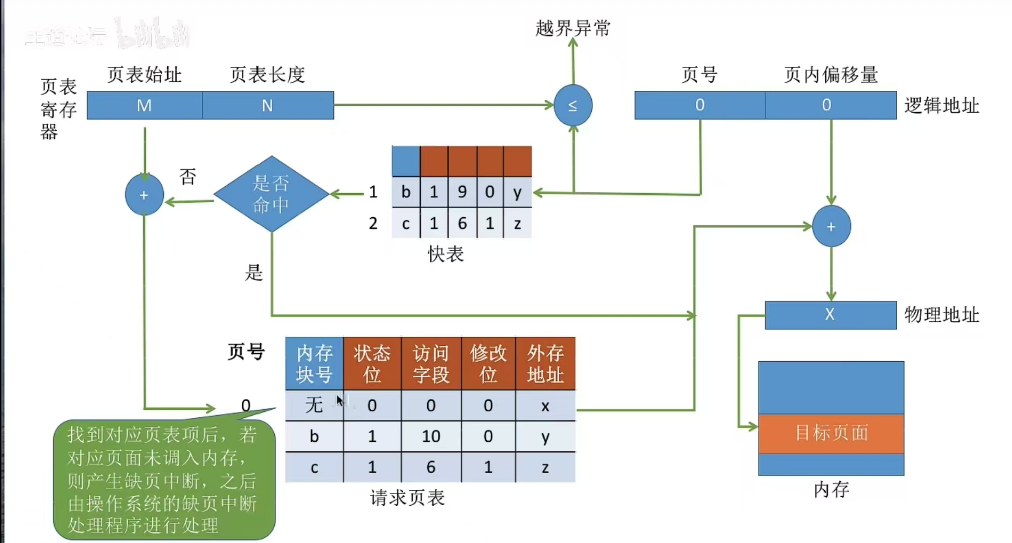 bilibili
越界异常
页表始址 页表长度 页号 页内偏移量
页表
寄存
器
M N ≤ 0 0 逻辑地址
+ 否 是否
命中
1 b 1 9 0 y
2 c 1 6 1 z
快表
+
是
X 物理地址
页号 内存
块号 状态
位 访问
字段 修改
位 外存
地址
0 无 0 0 0 x
b 1 10 0 y
c 1 6 1 z
请求页表
找到对应页表项后，若
对应页面未调入内存，
则产生缺页中断，之后
由操作系统的缺页中断
处理程序进行处理
目标页面
内存